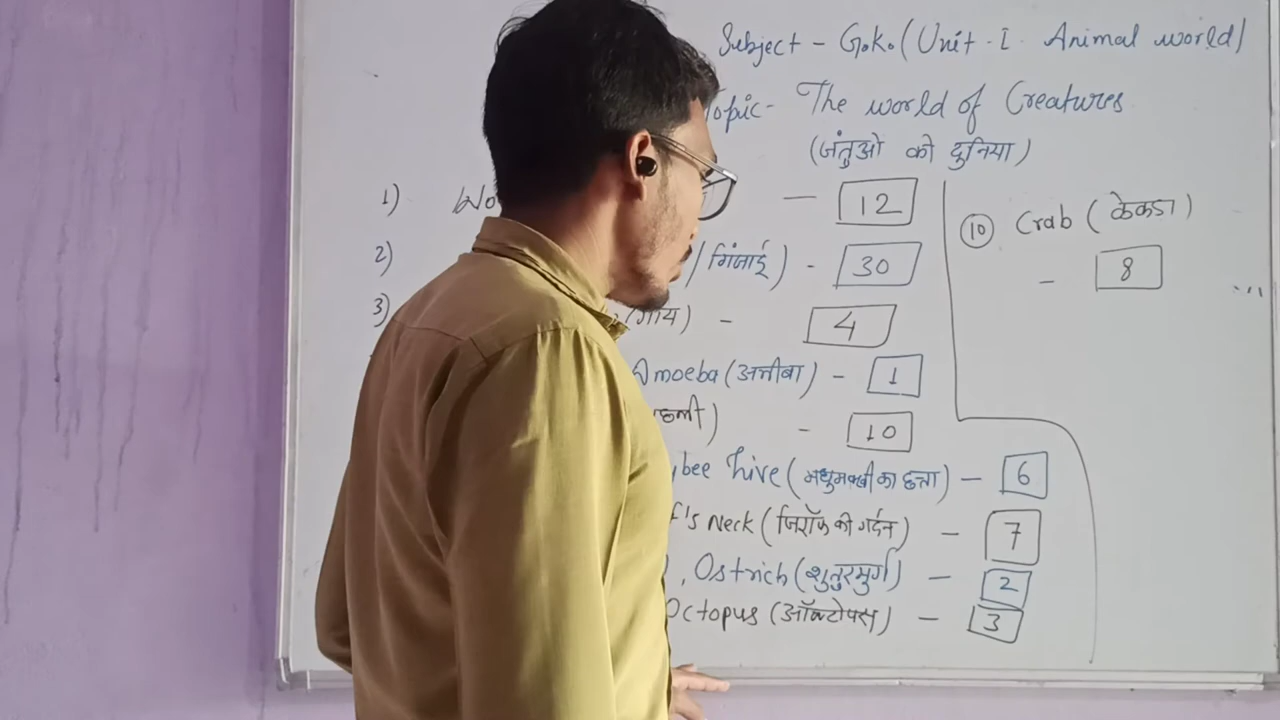 Subject - G.K. (Unit - I Animal world)
Topic - The world of Creatures
(जंतुओ की दुनिया)
1) - 12
2) / गिंजाई) - 30
3) (गाय) - 4
Amoeba (अमीबा) - 1
- 10
bee hive (मधुमक्खी का छत्ता) - 6
's Neck (जिराफ की गर्दन) - 7
, Ostrich (शुतुरमुर्ग) - 2
Octopus (ऑक्टोपस) - 3
10 Crab (केकडा)
- 8